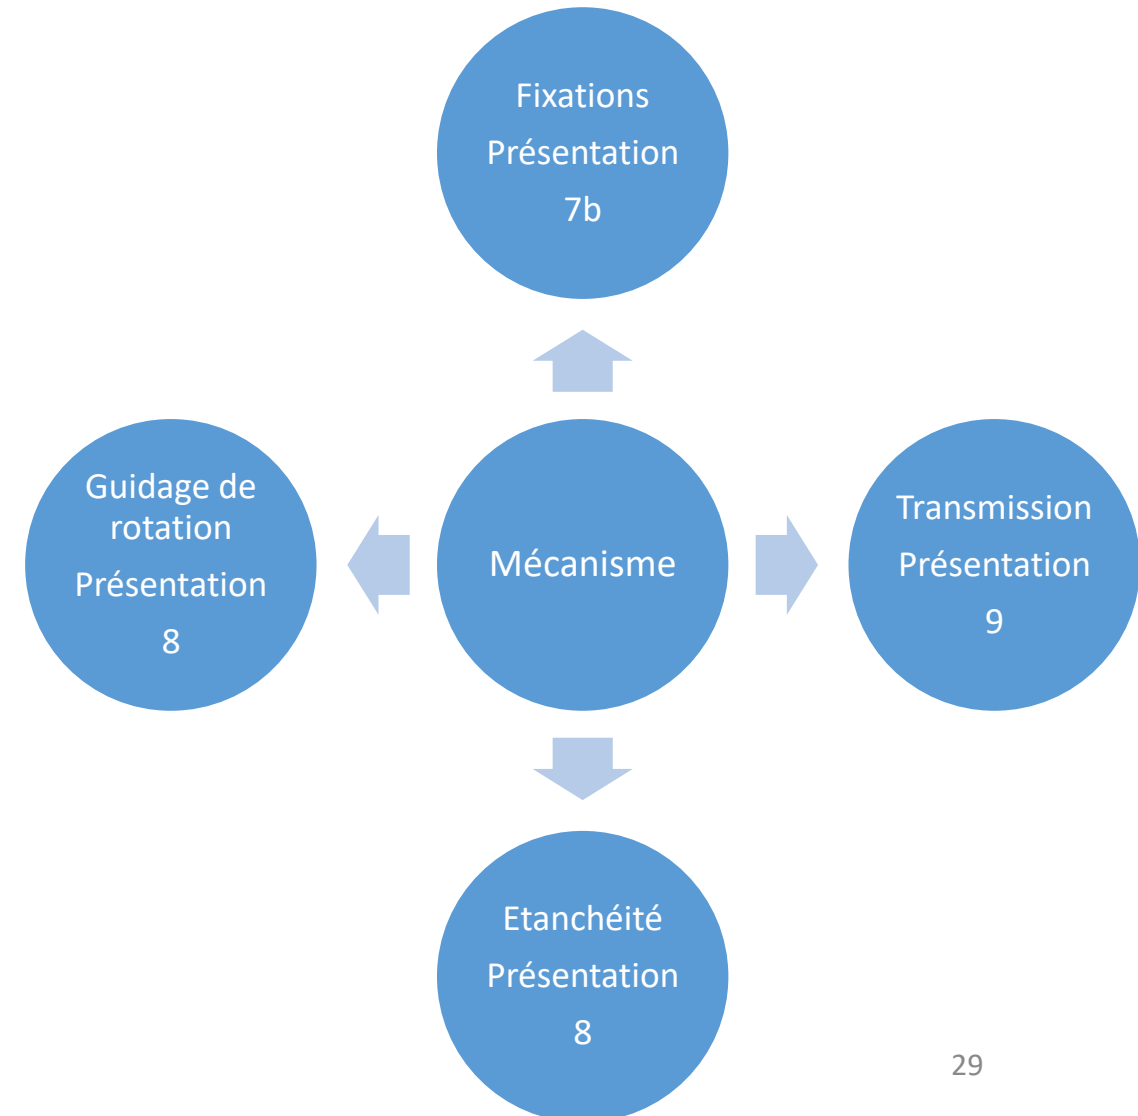 Fixations
Présentation
7b
Guidage de
rotation
Présentation
8
Mécanisme
Transmission
Présentation
9
Etanchéité
Présentation
8
29